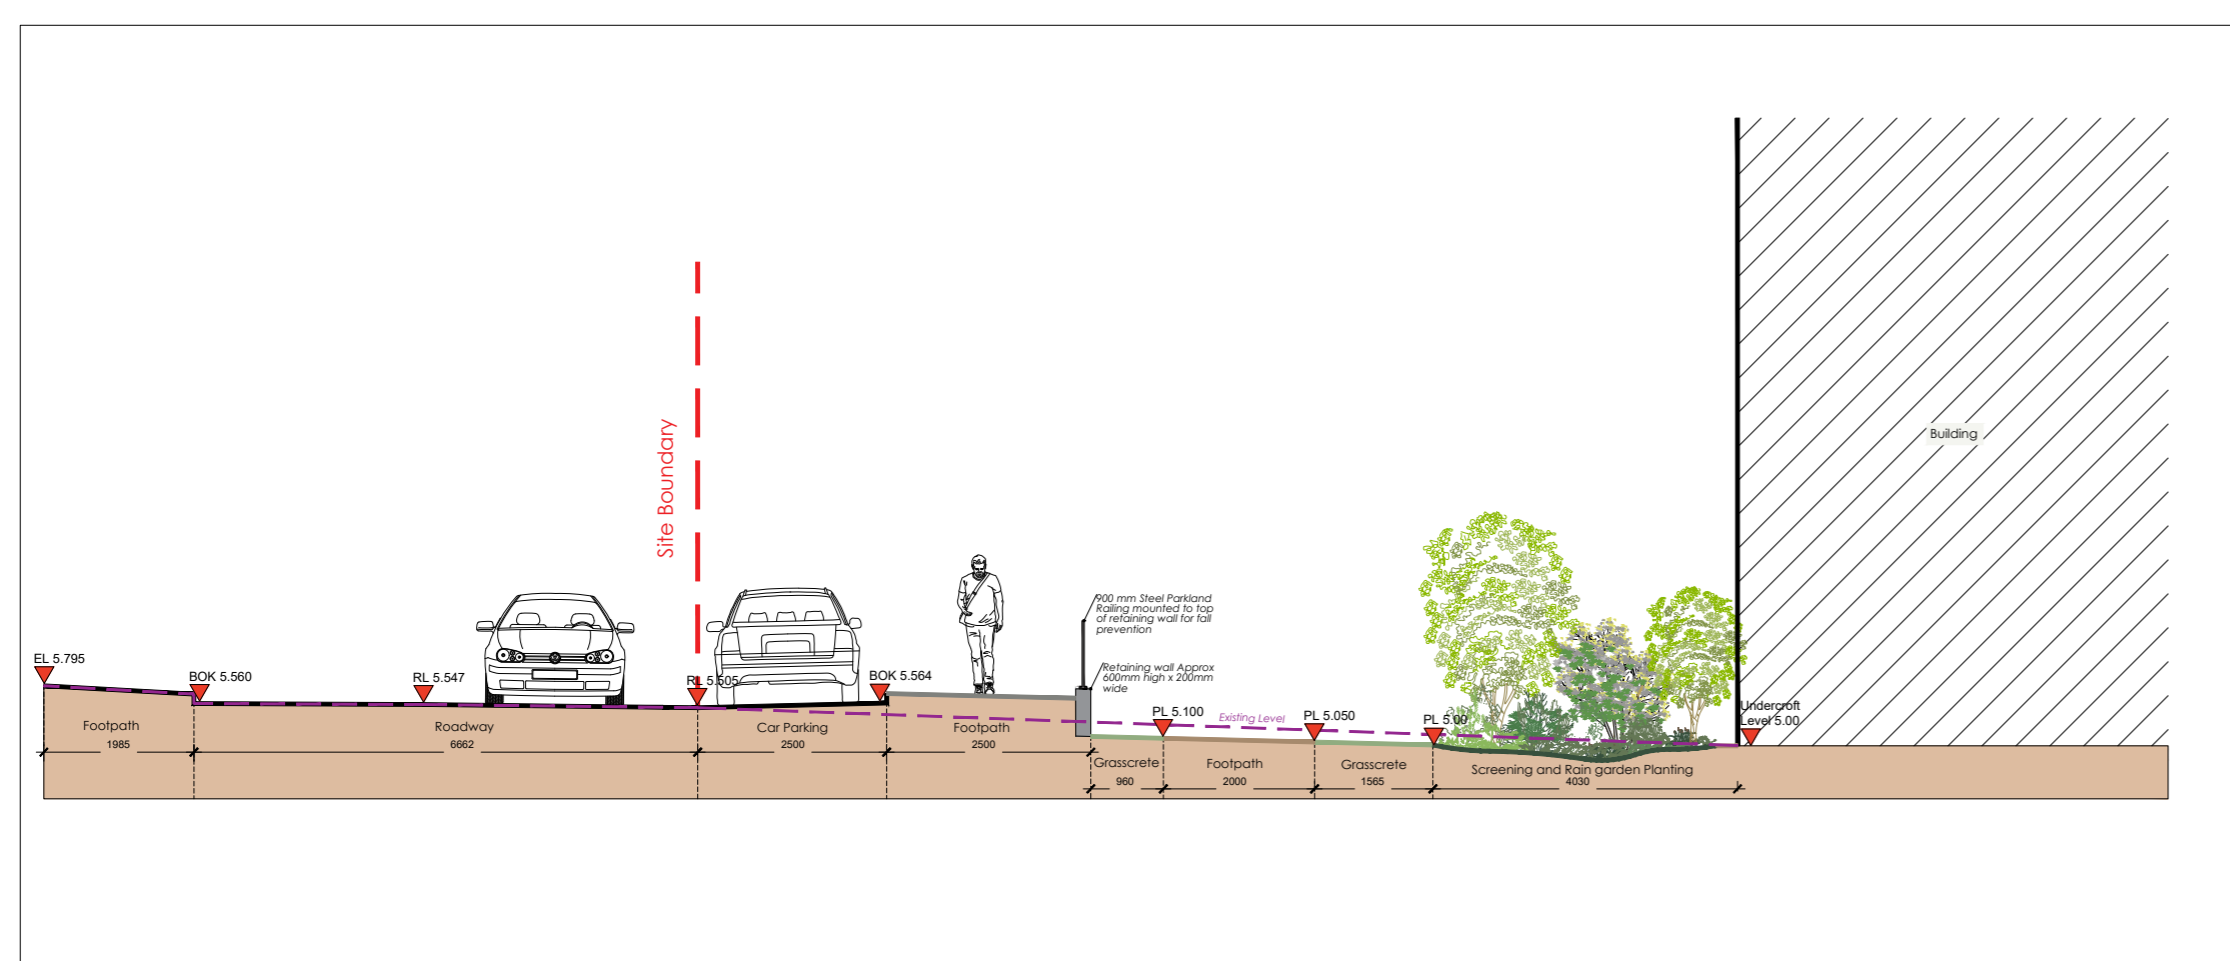 Site Boundary
Building
900 mm Steel Parkland
Railing mounted to top
of retaining wall for fall
prevention
Retaining wall Approx
600mm high x 200mm
wide
EL 5.795
BOK 5.560
RL 5.547
RL 5.505
BOK 5.564
PL 5.100
Existing Level
PL 5.050
PL 5.00
Undercroft
Level 5.00
Footpath
1985
Roadway
6662
Car Parking
2500
Footpath
2500
Grasscrete
960
Footpath
2000
Grasscrete
1565
Screening and Rain garden Planting
4030